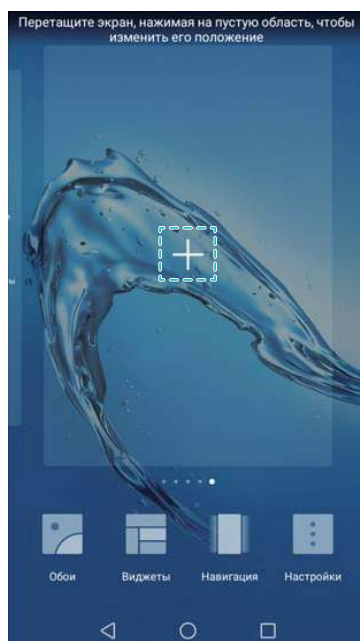 Перетащите экран, нажимая на пустую область, чтобы
изменить его положение
ы
Обои
Виджеты
Навигация
Настройки